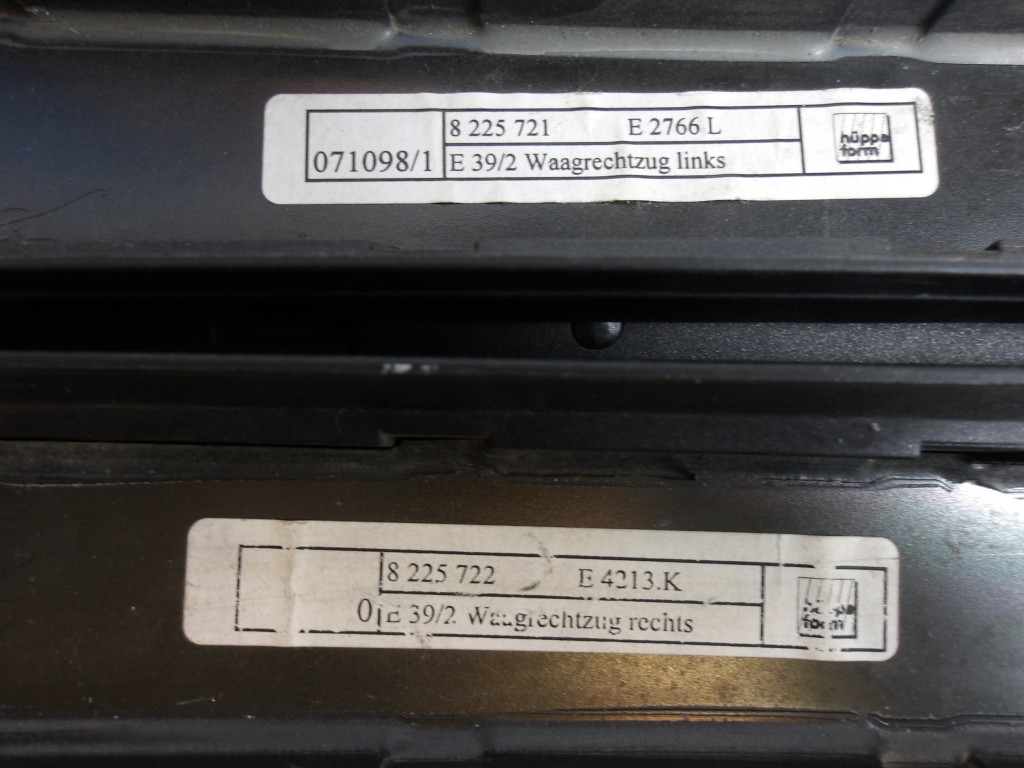 8 225 721 E 2766 L
071098/1 E 39/2 Waagrechtzug links
hüppe
form
8 225 722 E 4213.K
0 E 39/2 Waagrechtzug rechts
form